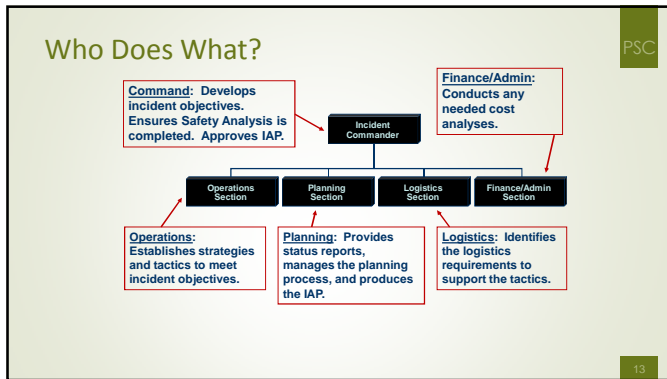 Who Does What?
PSC
Command: Develops
incident objectives.
Ensures Safety Analysis is
completed. Approves IAP.
Finance/Admin:
Conducts any
needed cost
analyses.
Incident
Commander
Operations
Section
Planning
Section
Logistics
Section
Finance/Admin
Section
Operations:
Establishes strategies
and tactics to meet
incident objectives.
Planning: Provides
status reports,
manages the planning
process, and produces
the IAP.
Logistics: Identifies
the logistics
requirements to
support the tactics.
13